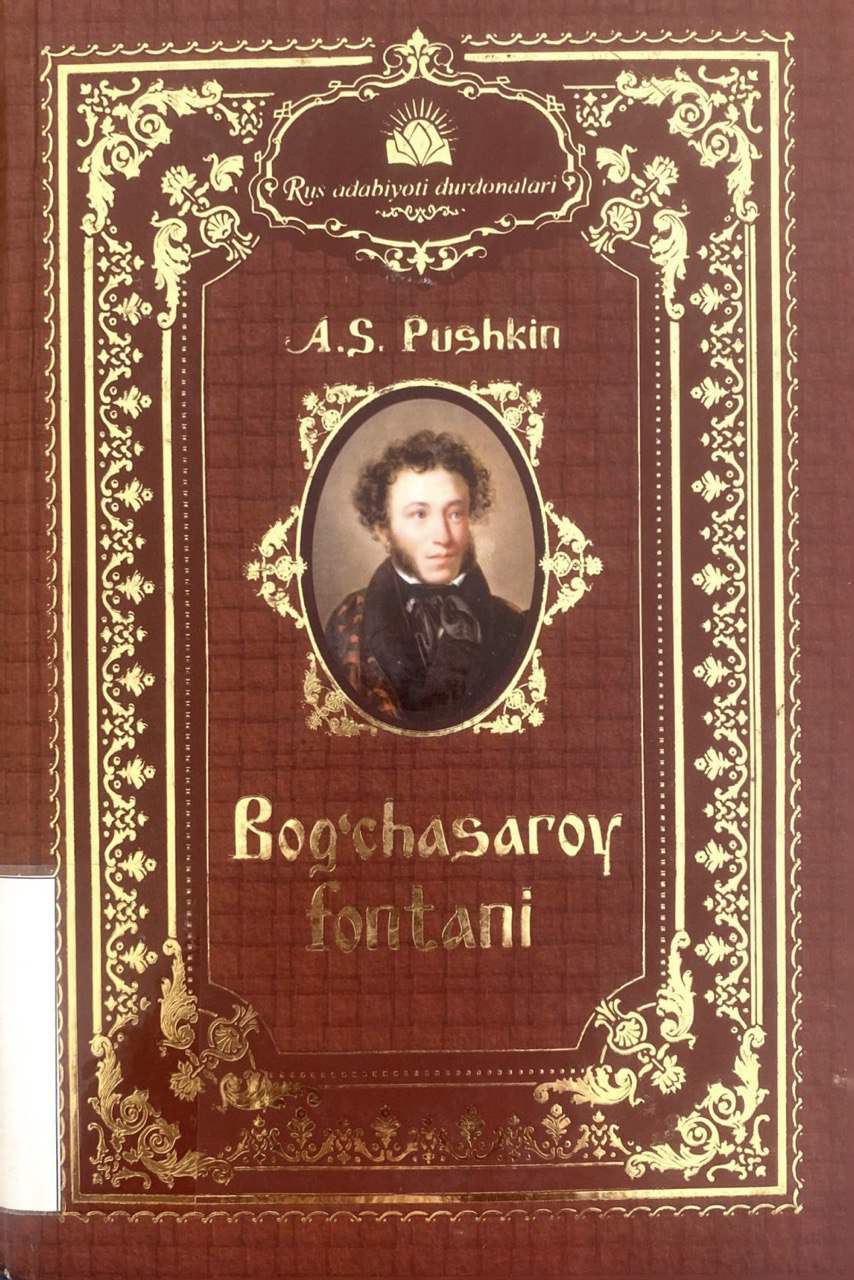 Rus adabiyoti durdonalari
A.S. Pushkin
Bog‘chasaroy
fontani